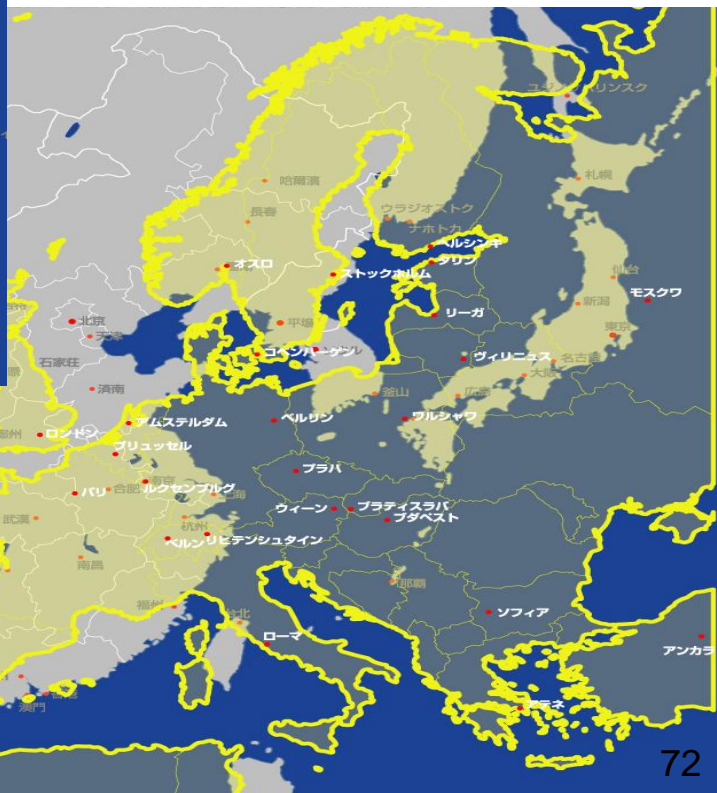 ユジノサハリンスク
哈爾濱
札幌
長春
ウラジオストク
ナホトカ
ヘルシンキ
オスロ
タリン
ストックホルム
仙台
モスクワ
北京
平壌
リーガ
新潟
天津
東京
石家荘
コペンハーゲン
ヴィリニュス
名古屋
大阪
済南
釜山
広島
アムステルダム
ベルリン
ワルシャワ
ロンドン
ブリュッセル
プラハ
南京
ルクセンブルグ
パリ
合肥
ウィーン
ブラティスラバ
ブダペスト
武漢
杭州
ベルン
リヒテンシュタイン
南昌
那覇
福州
ソフィア
台北
ローマ
アンカラ
アテネ
澳門
72